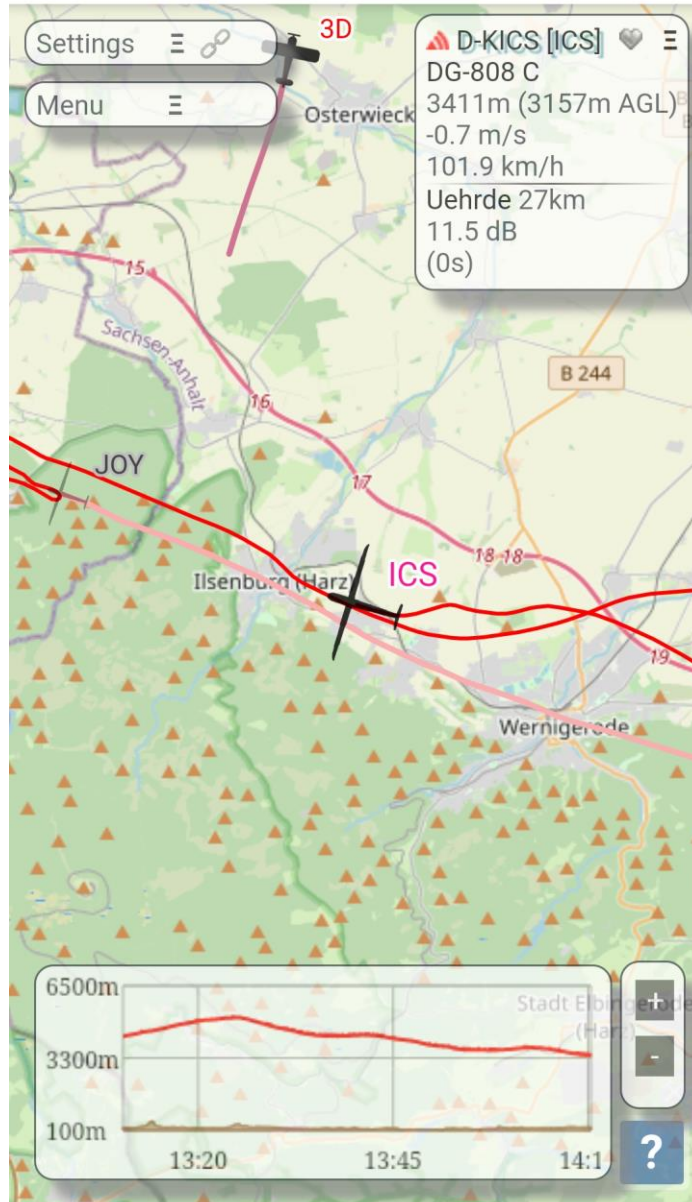 Settings Ξ
Menu Ξ
3D
D-KICS [ICS] Ξ
DG-808 C
3411m (3157m AGL)
-0.7 m/s
101.9 km/h
Uehrde 27km
11.5 dB
(0s)
Osterwieck
15
Sachsen-Anhalt
B 244
16
JOY
17
18 18
Ilsenburg (Harz)
ICS
19
Wernigerode
6500m
Stadt Elbingerode
(Harz)
3300m
100m
13:20 13:45 14:1
+
-
?